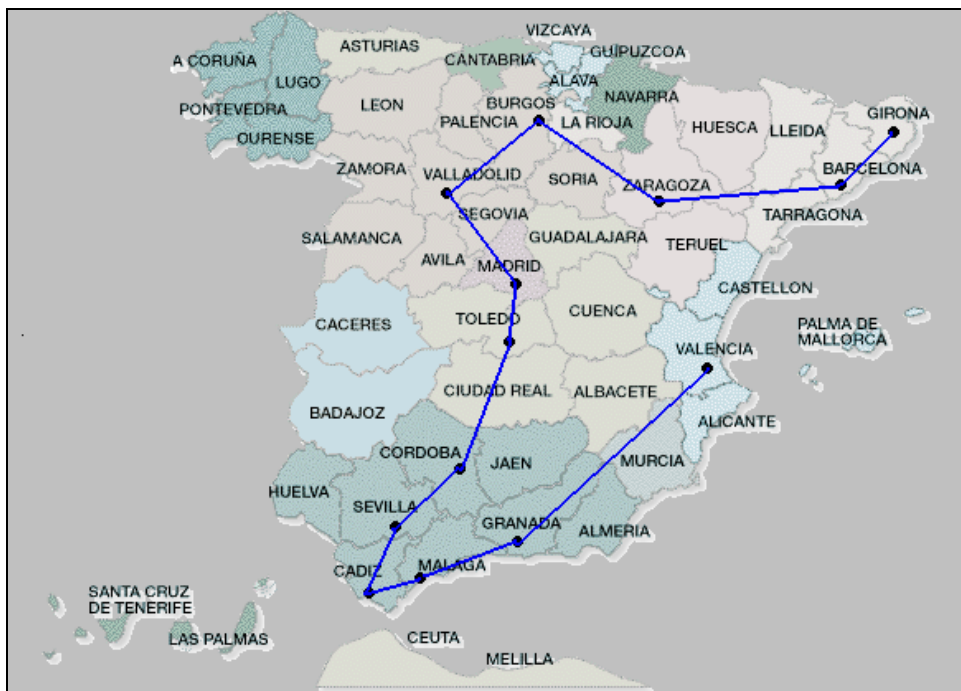 VIZCAYA
ASTURIAS
GUIPUZCOA
A CORUÑA
CANTABRIA
LUGO
ALAVA
NAVARRA
LEON
BURGOS
PONTEVEDRA
PALENCIA
LA RIOJA
HUESCA
LLEIDA
GIRONA
OURENSE
ZAMORA
VALLADOLID
SORIA
ZARAGOZA
BARCELONA
SEGOVIA
TARRAGONA
SALAMANCA
GUADALAJARA
TERUEL
AVILA
MADRID
CASTELLON
CACERES
TOLEDO
CUENCA
PALMA DE
MALLORCA
VALENCIA
CIUDAD REAL
ALBACETE
BADAJOZ
ALICANTE
CORDOBA
JAEN
MURCIA
HUELVA
SEVILLA
GRANADA
ALMERIA
CADIZ
MALAGA
SANTA CRUZ
DE TENERIFE
LAS PALMAS
CEUTA
MELILLA